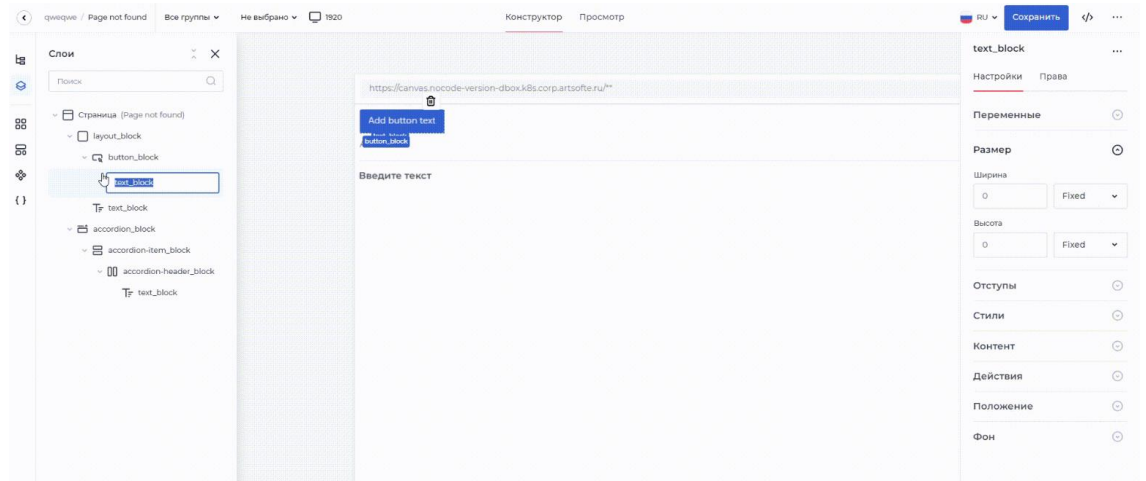 qweqwe / Page not found Все группы Не выбрано 1920 Конструктор Просмотр RU Сохранить
Слои
Поиск
Страница (Page not found)
layout_block
button_block
text_block
text_block
accordion_block
accordion-item_block
accordion-header_block
text_block
https://canvas.nocode-version-dbox.k8s.corp.artsofte.ru/**
Add button text
button_block
Введите текст
text_block
Настройки Права
Переменные
Размер
Ширина
0 Fixed
Высота
0 Fixed
Отступы
Стили
Контент
Действия
Положение
Фон